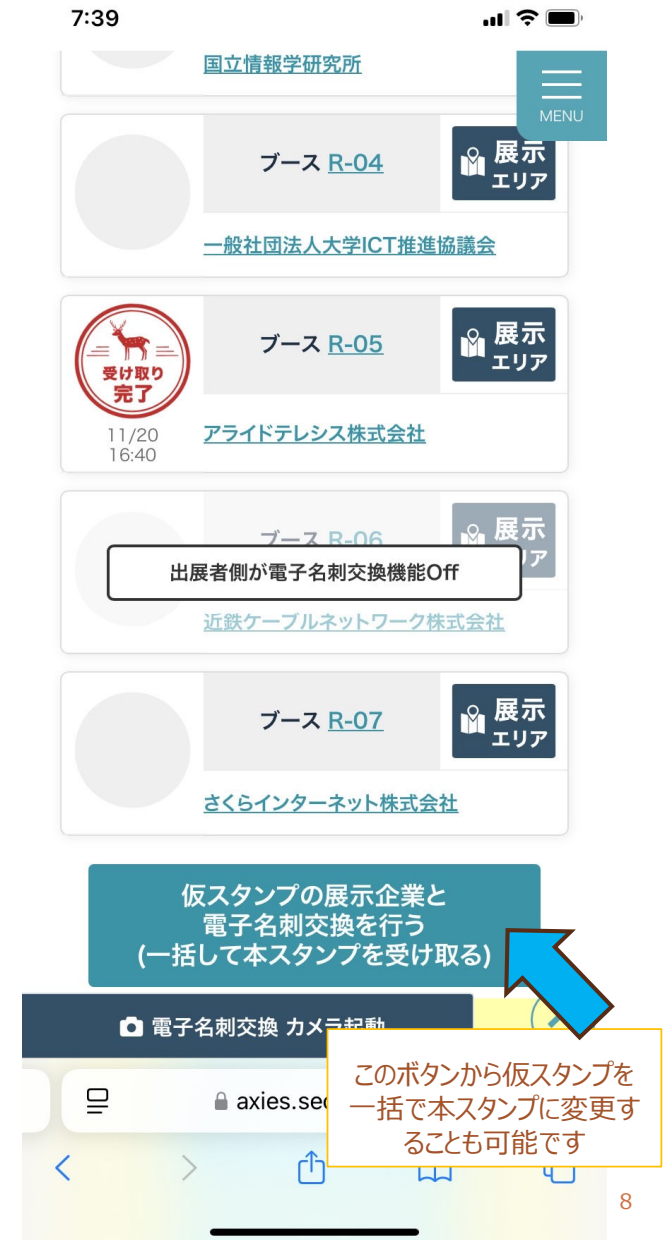 7:39
国立情報学研究所
MENU
ブース R-04
展示
エリア
一般社団法人大学ICT推進協議会
受け取り
完了
11/20
16:40
ブース R-05
展示
エリア
アライドテレシス株式会社
ブース R-06
展示
出展者側が電子名刺交換機能Off
近鉄ケーブルネットワーク株式会社
ブース R-07
展示
エリア
さくらインターネット株式会社
仮スタンプの展示企業と
電子名刺交換を行う
(一括して本スタンプを受け取る)
電子名刺交換 カメラ起動
axies.sec
このボタンから仮スタンプを
一括で本スタンプに変更す
ることも可能です
8